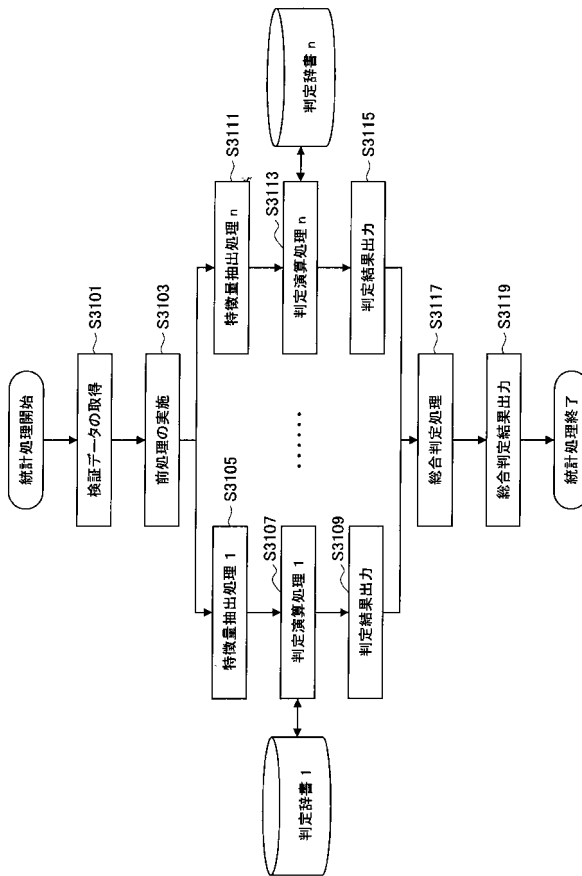 統計処理開始
検証データの取得
S3101
前処理の実施
S3103
特徴量抽出処理 1
S3105
判定演算処理 1
S3107
判定辞書 1
判定結果出力
S3109
......
特徴量抽出処理 n
S3111
判定演算処理 n
S3113
判定辞書 n
判定結果出力
S3115
総合判定処理
S3117
総合判定結果出力
S3119
統計処理終了